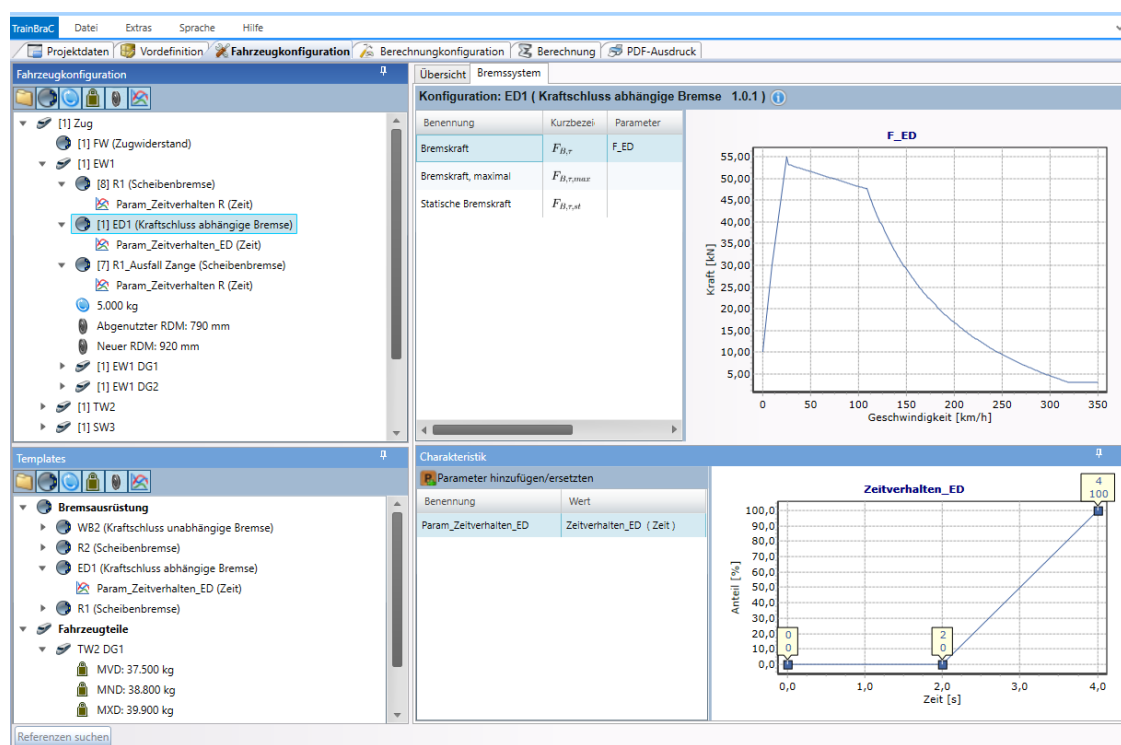 TrainBraC Datei Extras Sprache Hilfe
Projektdaten Vordefinition Fahrzeugkonfiguration Berechnungkonfiguration Berechnung PDF-Ausdruck
Fahrzeugkonfiguration
[1] Zug
[1] FW (Zugwiderstand)
[1] EW1
[8] R1 (Scheibenbremse)
Param_Zeitverhalten R (Zeit)
[1] ED1 (Kraftschluss abhängige Bremse)
Param_Zeitverhalten_ED (Zeit)
[7] R1_Ausfall Zange (Scheibenbremse)
Param_Zeitverhalten R (Zeit)
5.000 kg
Abgenutzter RDM: 790 mm
Neuer RDM: 920 mm
[1] EW1 DG1
[1] EW1 DG2
[1] TW2
[1] SW3
Übersicht Bremssystem
Konfiguration: ED1 ( Kraftschluss abhängige Bremse 1.0.1 )
Benennung Kurzbezei Parameter
Bremskraft F_B,τ F_ED
Bremskraft, maximal F_B,τ,max
Statische Bremskraft F_B,τ,st
F_ED
55,00
50,00
45,00
40,00
35,00
30,00
25,00
20,00
15,00
10,00
5,00
Kraft [kN]
0 50 100 150 200 250 300 350
Geschwindigkeit [km/h]
Templates
Bremsausrüstung
WB2 (Kraftschluss unabhängige Bremse)
R2 (Scheibenbremse)
ED1 (Kraftschluss abhängige Bremse)
Param_Zeitverhalten_ED (Zeit)
R1 (Scheibenbremse)
Fahrzeugteile
TW2 DG1
MVD: 37.500 kg
MND: 38.800 kg
MXD: 39.900 kg
Charakteristik
Parameter hinzufügen/ersetzten
Benennung Wert
Param_Zeitverhalten_ED Zeitverhalten_ED ( Zeit )
Zeitverhalten_ED
4
100
100,0
90,0
80,0
70,0
60,0
50,0
40,0
30,0
20,0
10,0
0,0
Anteil [%]
0
0
2
0
0,0 1,0 2,0 3,0 4,0
Zeit [s]
Referenzen suchen